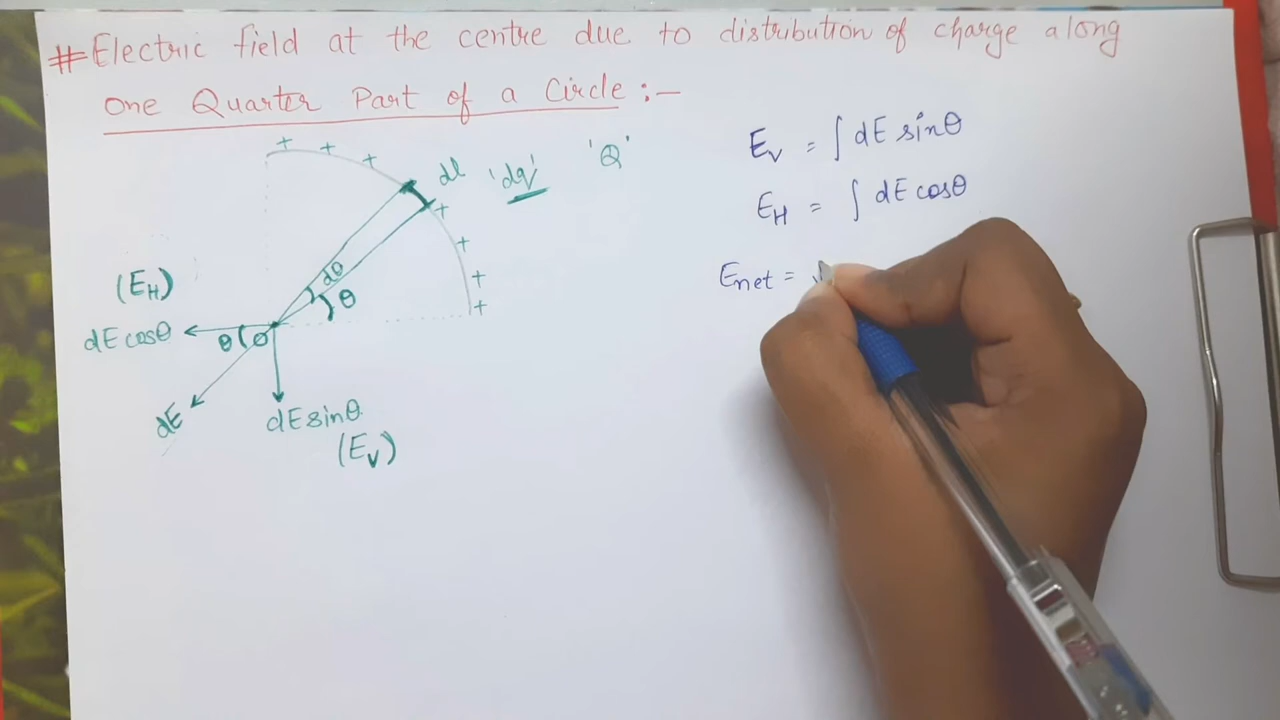 # Electric field at the centre due to distribution of charge along
One Quarter Part of a Circle :-
+ + +
dl 'dq' 'Q'
+
+
+
+
dθ
θ
(E_H)
dE cosθ
θ θ
dE
dE sinθ
(E_V)
E_V = ∫ dE sinθ
E_H = ∫ dE cosθ
E_net = √